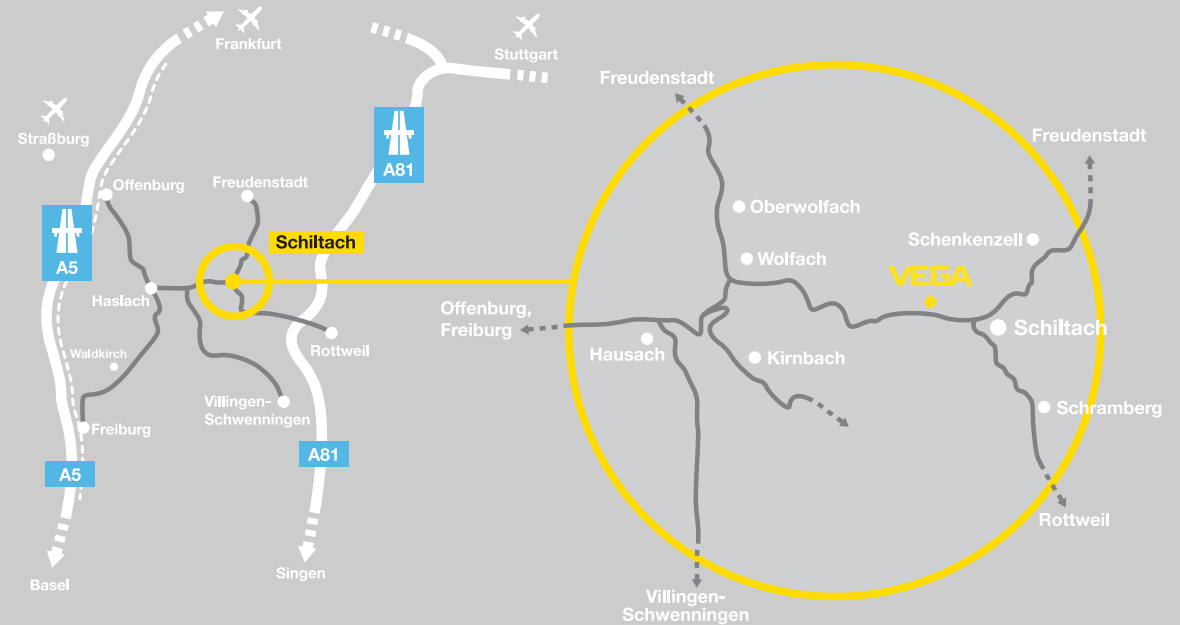 Frankfurt
Stuttgart
Straßburg
A81
Offenburg
Freudenstadt
A5
Schiltach
Haslach
Waldkirch
Rottweil
Villingen-
Schwenningen
Freiburg
A81
A5
Basel
Singen
Freudenstadt
Freudenstadt
Oberwolfach
Schenkenzell
Wolfach
VEGA
Offenburg,
Freiburg
Schiltach
Hausach
Kirnbach
Schramberg
Rottweil
Villingen-
Schwenningen